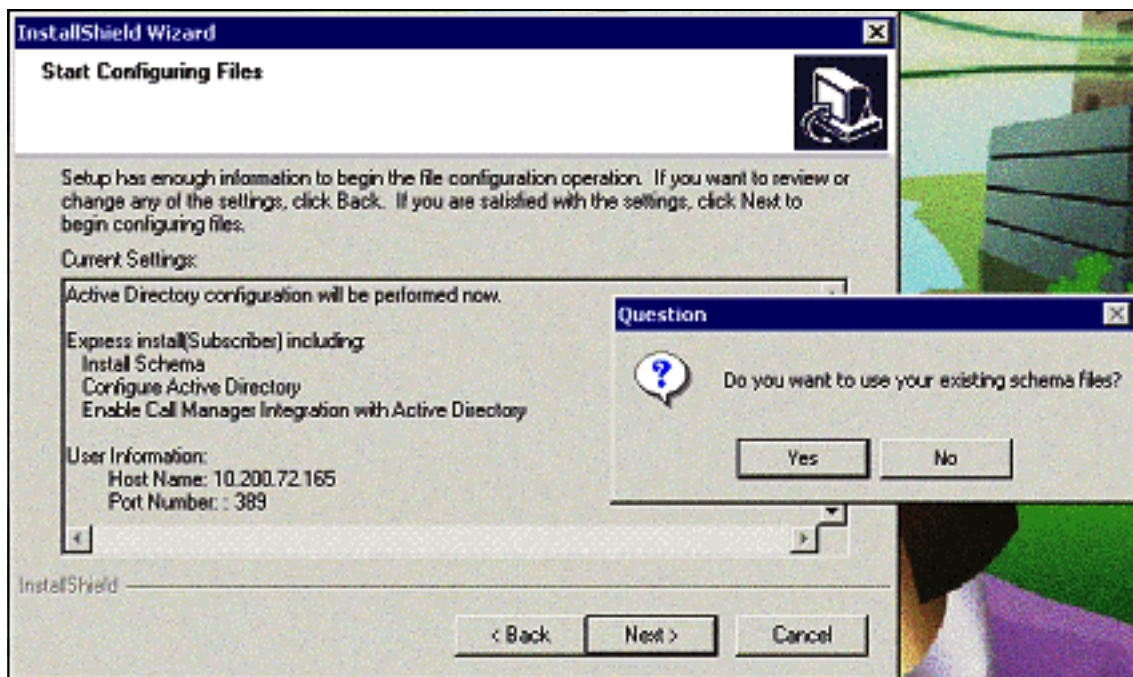 InstallShield Wizard
Start Configuring Files
Setup has enough information to begin the file configuration operation. If you want to review or
change any of the settings, click Back. If you are satisfied with the settings, click Next to
begin configuring files.
Current Settings:
Active Directory configuration will be performed now.
Express install(Subscriber) including:
Install Schema
Configure Active Directory
Enable Call Manager Integration with Active Directory
User Information:
Host Name: 10.200.72.165
Port Number: : 389
Question
Do you want to use your existing schema files?
Yes
No
InstallShield
< Back
Next >
Cancel